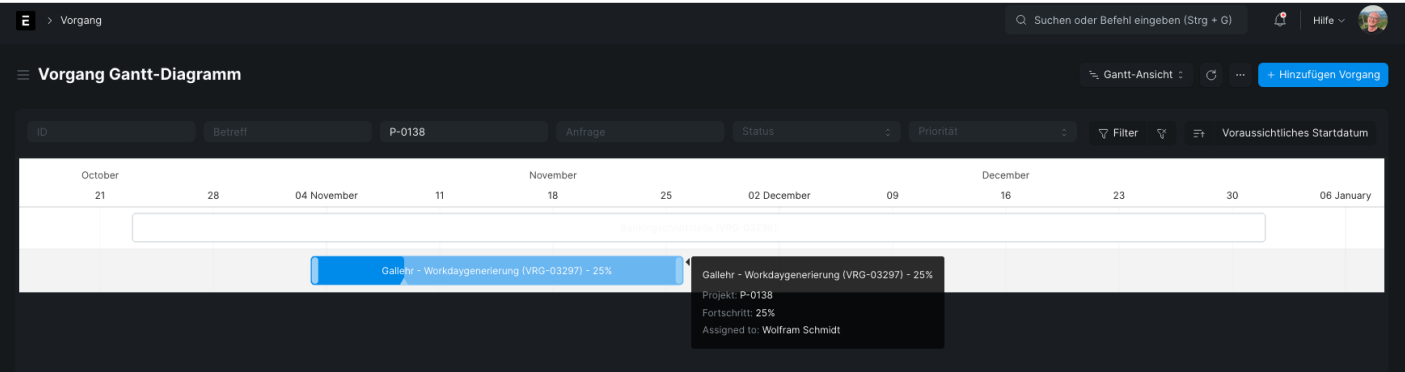 E > Vorgang
Suchen oder Befehl eingeben (Strg + G)
Hilfe
Vorgang Gantt-Diagramm
Gantt-Ansicht
...
+ Hinzufügen Vorgang
ID
Betreff
P-0138
Anfrage
Status
Priorität
Filter
Voraussichtliches Startdatum
October
November
December
21
28
04 November
11
18
25
02 December
09
16
23
30
06 January
Gallehr - Workdaygenerierung (VRG-03297) - 25%
Gallehr - Workdaygenerierung (VRG-03297) - 25%
Projekt: P-0138
Fortschritt: 25%
Assigned to: Wolfram Schmidt